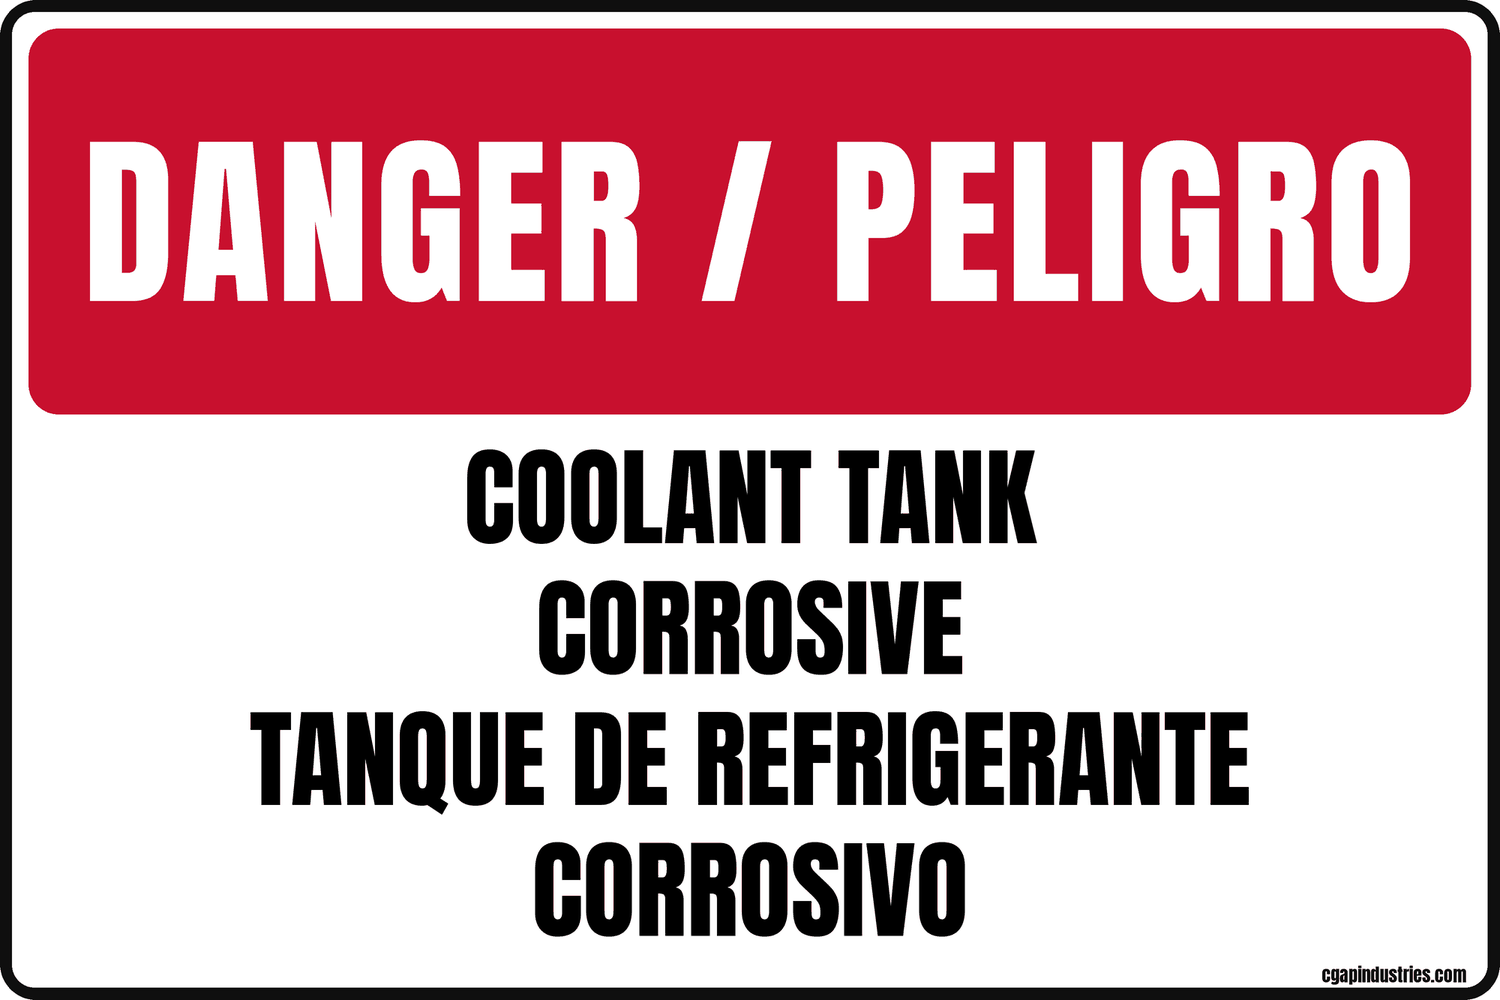 DANGER / PELIGRO
COOLANT TANK
CORROSIVE
TANQUE DE REFRIGERANTE
CORROSIVO
cgapindustries.com